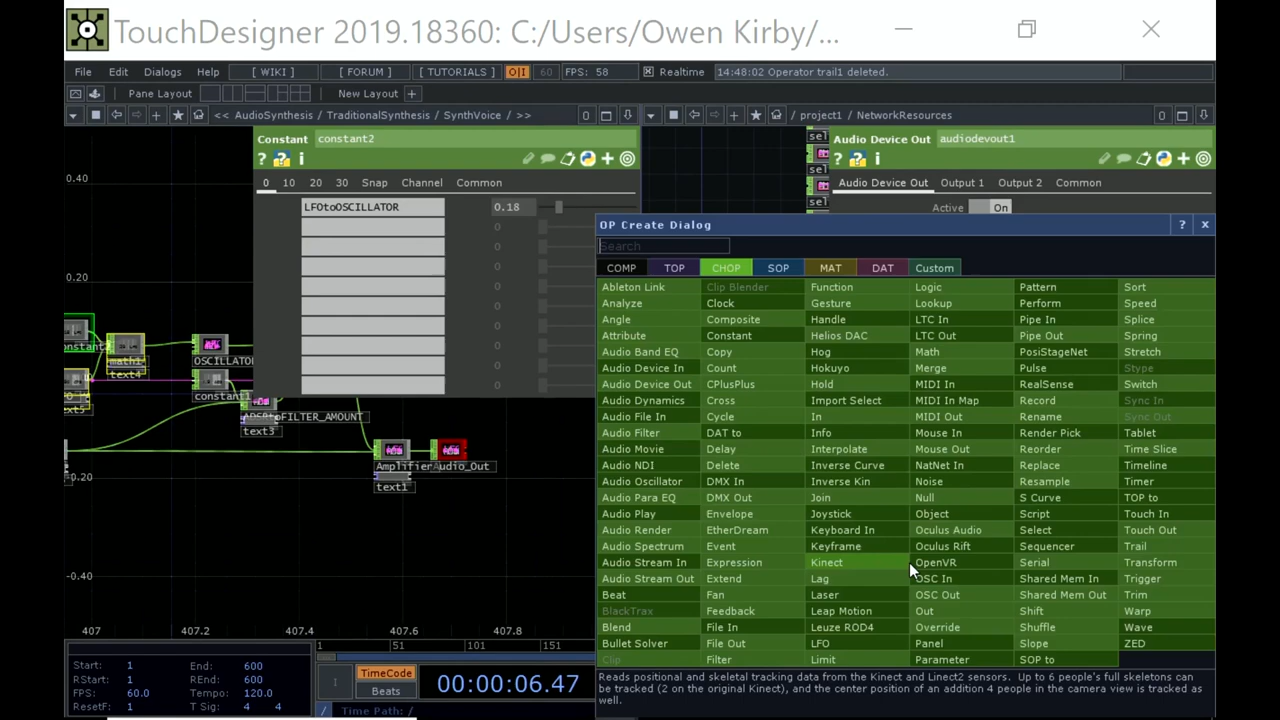 TouchDesigner 2019.18360: C:/Users/Owen Kirby/...
File Edit Dialogs Help [ WIKI ] [ FORUM ] [ TUTORIALS ] O|I 60 FPS: 58 Realtime 14:48:02 Operator trail1 deleted.
Pane Layout New Layout +
<< AudioSynthesis / TraditionalSynthesis / SynthVoice / >> 0 / project1 / NetworkResources 0
Constant constant2
Audio Device Out audiodevout1
0 10 20 30 Snap Channel Common
Audio Device Out Output 1 Output 2 Common
LFOtoOSCILLATOR 0.18
Active On
0
0
0
0
0
0
0
0
0
sel
sel
sel
sel
OP Create Dialog ? x
Search
COMP TOP CHOP SOP MAT DAT Custom
Ableton Link Clip Blender Function Logic Pattern Sort
Analyze Clock Gesture Lookup Perform Speed
Angle Composite Handle LTC In Pipe In Splice
Attribute Constant Helios DAC LTC Out Pipe Out Spring
Audio Band EQ Copy Hog Math PosiStageNet Stretch
Audio Device In Count Hokuyo Merge Pulse Stype
Audio Device Out CPlusPlus Hold MIDI In RealSense Switch
Audio Dynamics Cross Import Select MIDI In Map Record Sync In
Audio File In Cycle In MIDI Out Rename Sync Out
Audio Filter DAT to Info Mouse In Render Pick Tablet
Audio Movie Delay Interpolate Mouse Out Reorder Time Slice
Audio NDI Delete Inverse Curve NatNet In Replace Timeline
Audio Oscillator DMX In Inverse Kin Noise Resample Timer
Audio Para EQ DMX Out Join Null S Curve TOP to
Audio Play Envelope Joystick Object Script Touch In
Audio Render EtherDream Keyboard In Oculus Audio Select Touch Out
Audio Spectrum Event Keyframe Oculus Rift Sequencer Trail
Audio Stream In Expression Kinect OpenVR Serial Transform
Audio Stream Out Extend Lag OSC In Shared Mem In Trigger
Beat Fan Laser OSC Out Shared Mem Out Trim
BlackTrax Feedback Leap Motion Out Shift Warp
Blend File In Leuze ROD4 Override Shuffle Wave
Bullet Solver File Out LFO Panel Slope ZED
Clip Filter Limit Parameter SOP to
Reads positional and skeletal tracking data from the Kinect and Linect2 sensors. Up to 6 people's full skeletons can
be tracked (2 on the original Kinect), and the center position of an addition 4 people in the camera view is tracked as
well.
0.40
0.20
-0.20
-0.40
math1
text4
OSCILLATOR
constant1
FILTER_AMOUNT
text3
Amplifier Audio_Out
text1
407 407.2 407.4 407.6 407.8
1 51 101 151
Start: 1 End: 600
RStart: 1 REnd: 600
FPS: 60.0 Tempo: 120.0
ResetF: 1 T Sig: 4 4
TimeCode
Beats
00:00:06.47
/ Time Path: /